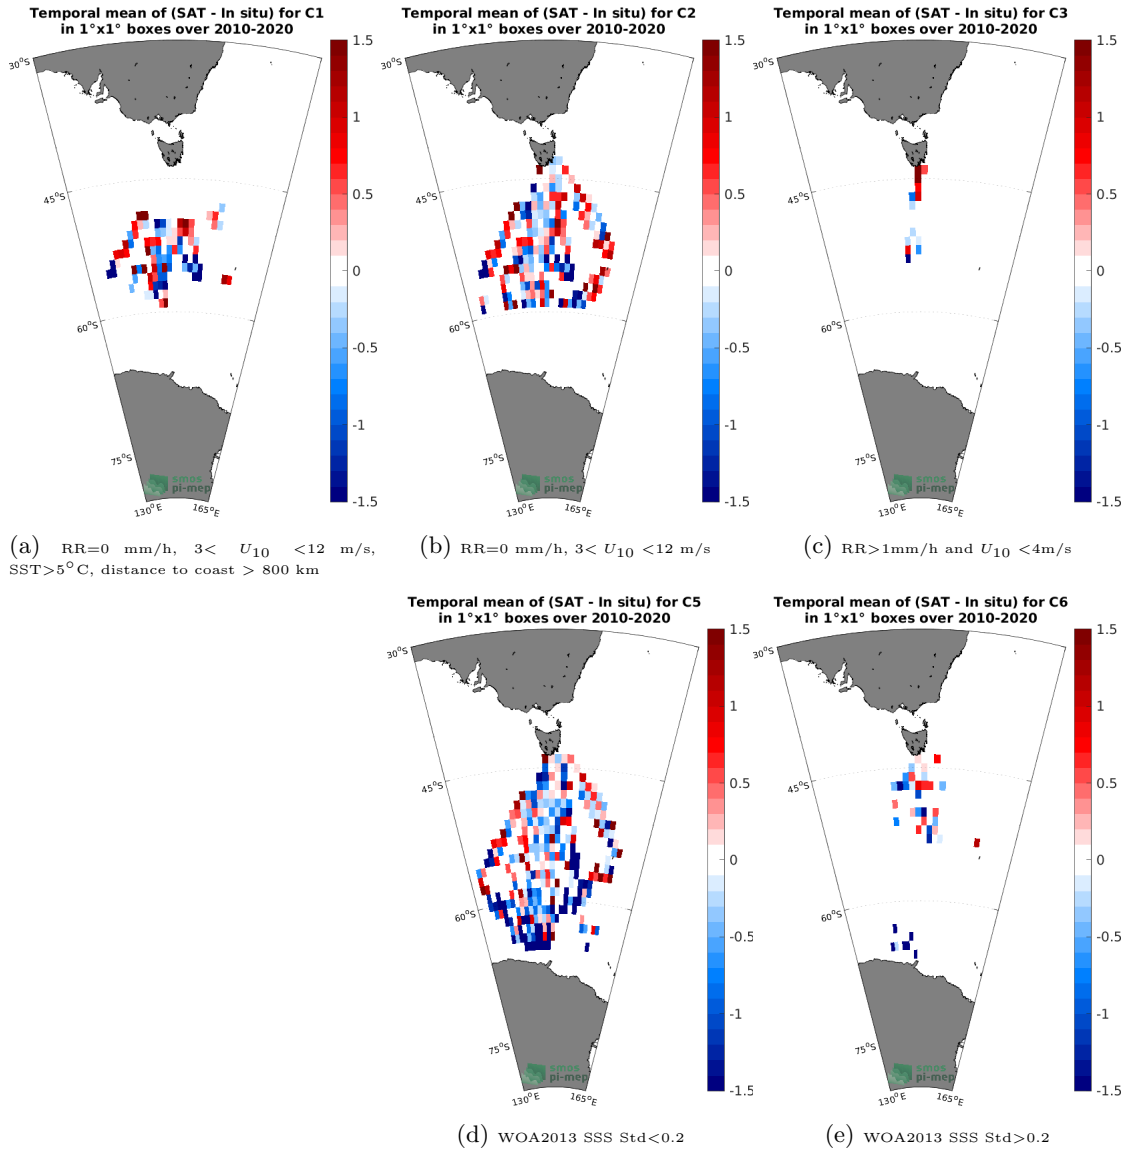 Temporal mean of (SAT - In situ) for C1
in 1°x1° boxes over 2010-2020
30°S
45°S
60°S
75°S
130°E
165°E
1.5
1
0.5
0
-0.5
-1
-1.5
smos
pi-mep
(a) RR=0 mm/h, 3< U10 <12 m/s,
SST>5°C, distance to coast > 800 km
Temporal mean of (SAT - In situ) for C2
in 1°x1° boxes over 2010-2020
30°S
45°S
60°S
75°S
130°E
165°E
1.5
1
0.5
0
-0.5
-1
-1.5
smos
pi-mep
(b) RR=0 mm/h, 3< U10 <12 m/s
Temporal mean of (SAT - In situ) for C3
in 1°x1° boxes over 2010-2020
30°S
45°S
60°S
75°S
130°E
165°E
1.5
1
0.5
0
-0.5
-1
-1.5
smos
pi-mep
(c) RR>1mm/h and U10 <4m/s
Temporal mean of (SAT - In situ) for C5
in 1°x1° boxes over 2010-2020
30°S
45°S
60°S
75°S
130°E
165°E
1.5
1
0.5
0
-0.5
-1
-1.5
smos
pi-mep
(d) WOA2013 SSS Std<0.2
Temporal mean of (SAT - In situ) for C6
in 1°x1° boxes over 2010-2020
30°S
45°S
60°S
75°S
130°E
165°E
1.5
1
0.5
0
-0.5
-1
-1.5
smos
pi-mep
(e) WOA2013 SSS Std>0.2